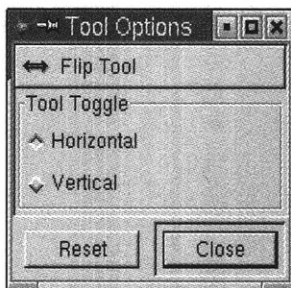 Tool Options
Flip Tool
Tool Toggle
Horizontal
Vertical
Reset
Close